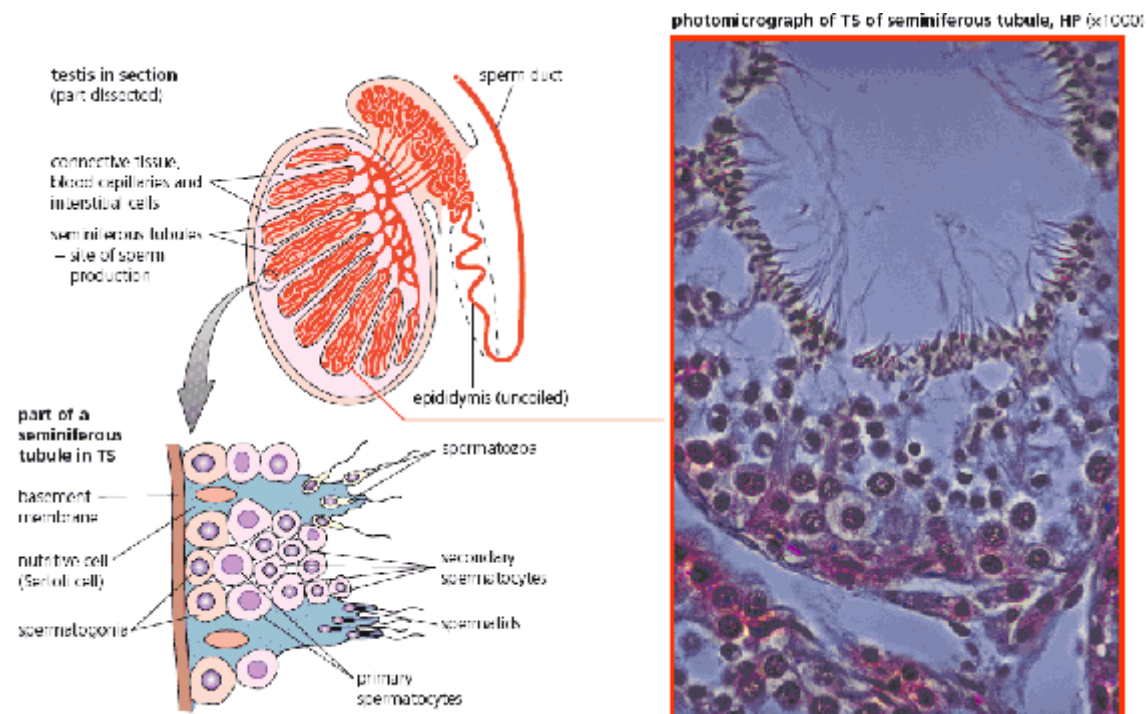 photomicrograph of TS of seminiferous tubule, HP (×1000)
testis in section
(part dissected)
sperm duct
connective tissue,
blood capillaries and
interstitial cells
seminiferous tubules
– site of sperm
production
epididymis (uncoiled)
part of a
seminiferous
tubule in TS
spermatozoa
basement
membrane
nutritive cell
(Sertoli cell)
secondary
spermatocytes
spermatogonia
spermatids
primary
spermatocytes